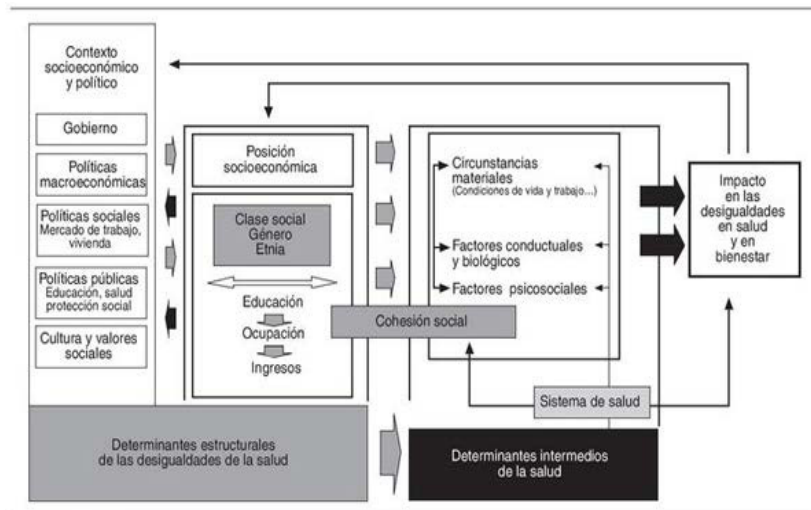 Contexto
socioeconómico
y político
Gobierno
Políticas
macroeconómicas
Políticas sociales
Mercado de trabajo,
vivienda
Políticas públicas
Educación, salud
protección social
Cultura y valores
sociales
Posición
socioeconómica
Clase social
Género
Etnia
Educación
Ocupación
Ingresos
Cohesión social
Circunstancias
materiales
(Condiciones de vida y trabajo...)
Factores conductuales
y biológicos
Factores psicosociales
Sistema de salud
Impacto
en las
desigualdades
en salud
y en
bienestar
Determinantes estructurales
de las desigualdades de la salud
Determinantes intermedios
de la salud